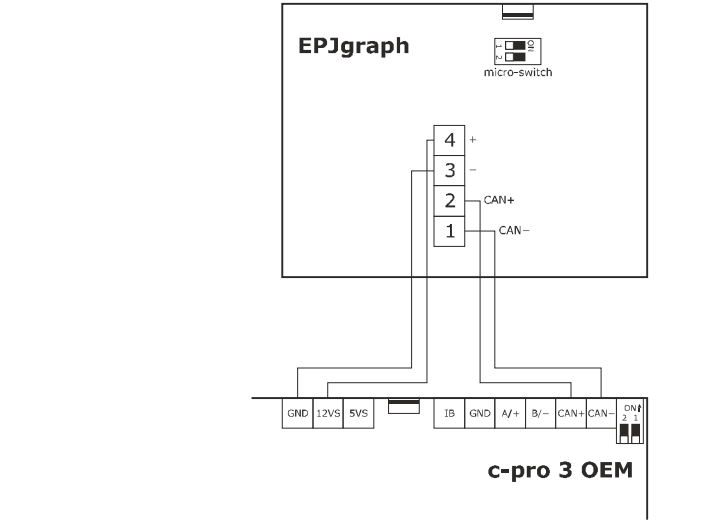 EPJgraph
1
2
ON
micro-switch
4 +
3 −
2 CAN+
1 CAN−
GND 12VS 5VS IB GND A/+ B/− CAN+ CAN−
ON
2 1
c-pro 3 OEM